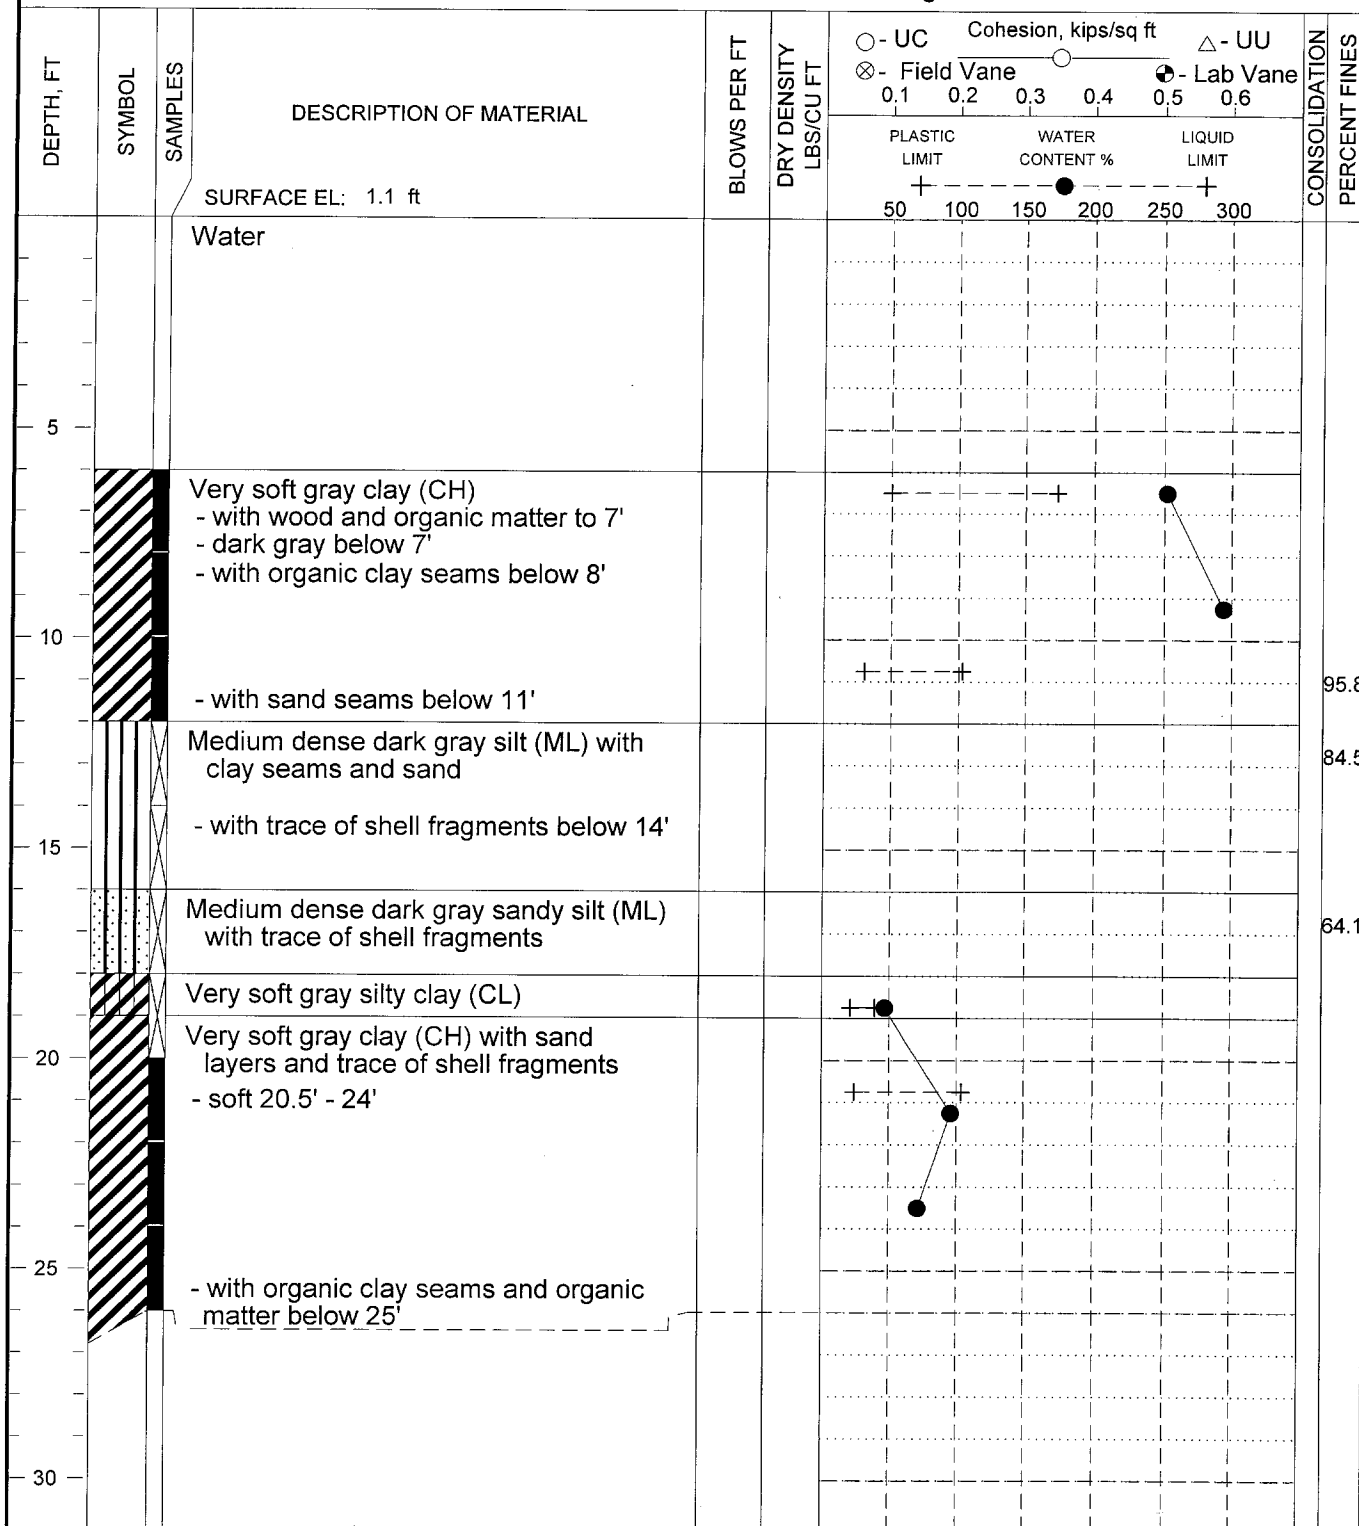 DEPTH, FT
SYMBOL
SAMPLES
DESCRIPTION OF MATERIAL
SURFACE EL: 1.1 ft
BLOWS PER FT
DRY DENSITY
LBS/CU FT
- UC
Cohesion, kips/sq ft
- UU
- Field Vane
- Lab Vane
0.1 0.2 0.3 0.4 0.5 0.6
PLASTIC
LIMIT
WATER
CONTENT %
LIQUID
LIMIT
50 100 150 200 250 300
CONSOLIDATION
PERCENT FINES
Water
5
Very soft gray clay (CH)
- with wood and organic matter to 7'
- dark gray below 7'
- with organic clay seams below 8'
10
- with sand seams below 11'
95.8
Medium dense dark gray silt (ML) with
clay seams and sand
84.5
- with trace of shell fragments below 14'
15
Medium dense dark gray sandy silt (ML)
with trace of shell fragments
64.1
Very soft gray silty clay (CL)
Very soft gray clay (CH) with sand
layers and trace of shell fragments
20
- soft 20.5' - 24'
25
- with organic clay seams and organic
matter below 25'
30